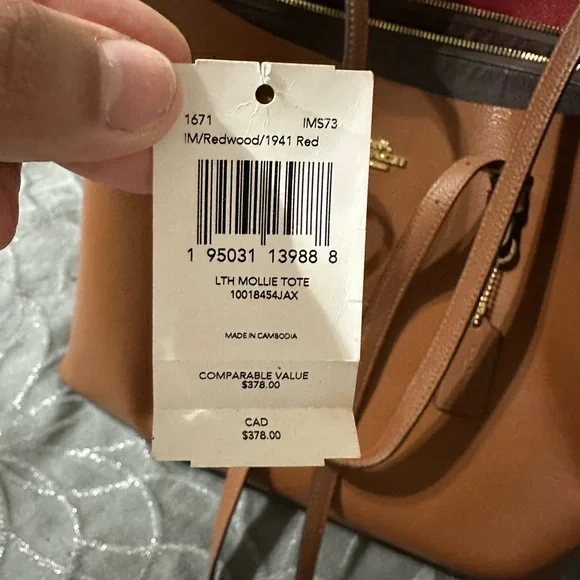 1671 IMS73
IM/Redwood/1941 Red
1 95031 13988 8
LTH MOLLIE TOTE
10018454JAX
MADE IN CAMBODIA
COMPARABLE VALUE
$378.00
CAD
$378.00